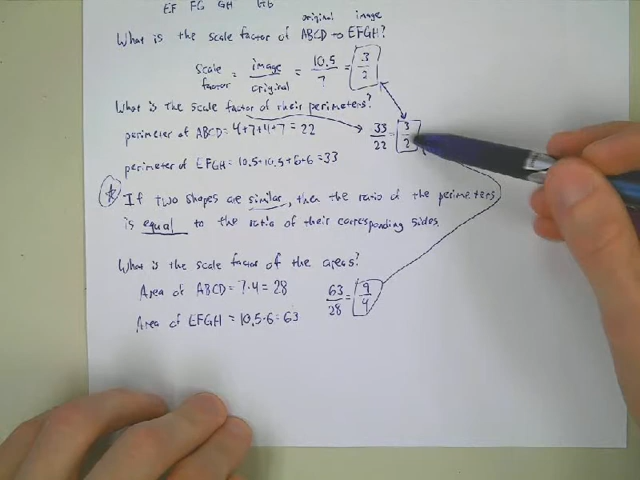 EF FG GH
original image
What is the scale factor of ABCD to EFGH?
scale factor = image/original = 10.5/7 = 3/2
What is the scale factor of their perimeters?
perimeter of ABCD = 4+7+4+7 = 22 → 33/22 = 3/2
perimeter of EFGH = 10.5+10.5+6+6 = 33
If two shapes are similar, then the ratio of the perimeters
is equal to the ratio of their corresponding sides.
What is the scale factor of the areas?
Area of ABCD = 7·4 = 28
63/28 = 9/4
Area of EFGH = 10.5·6 = 63